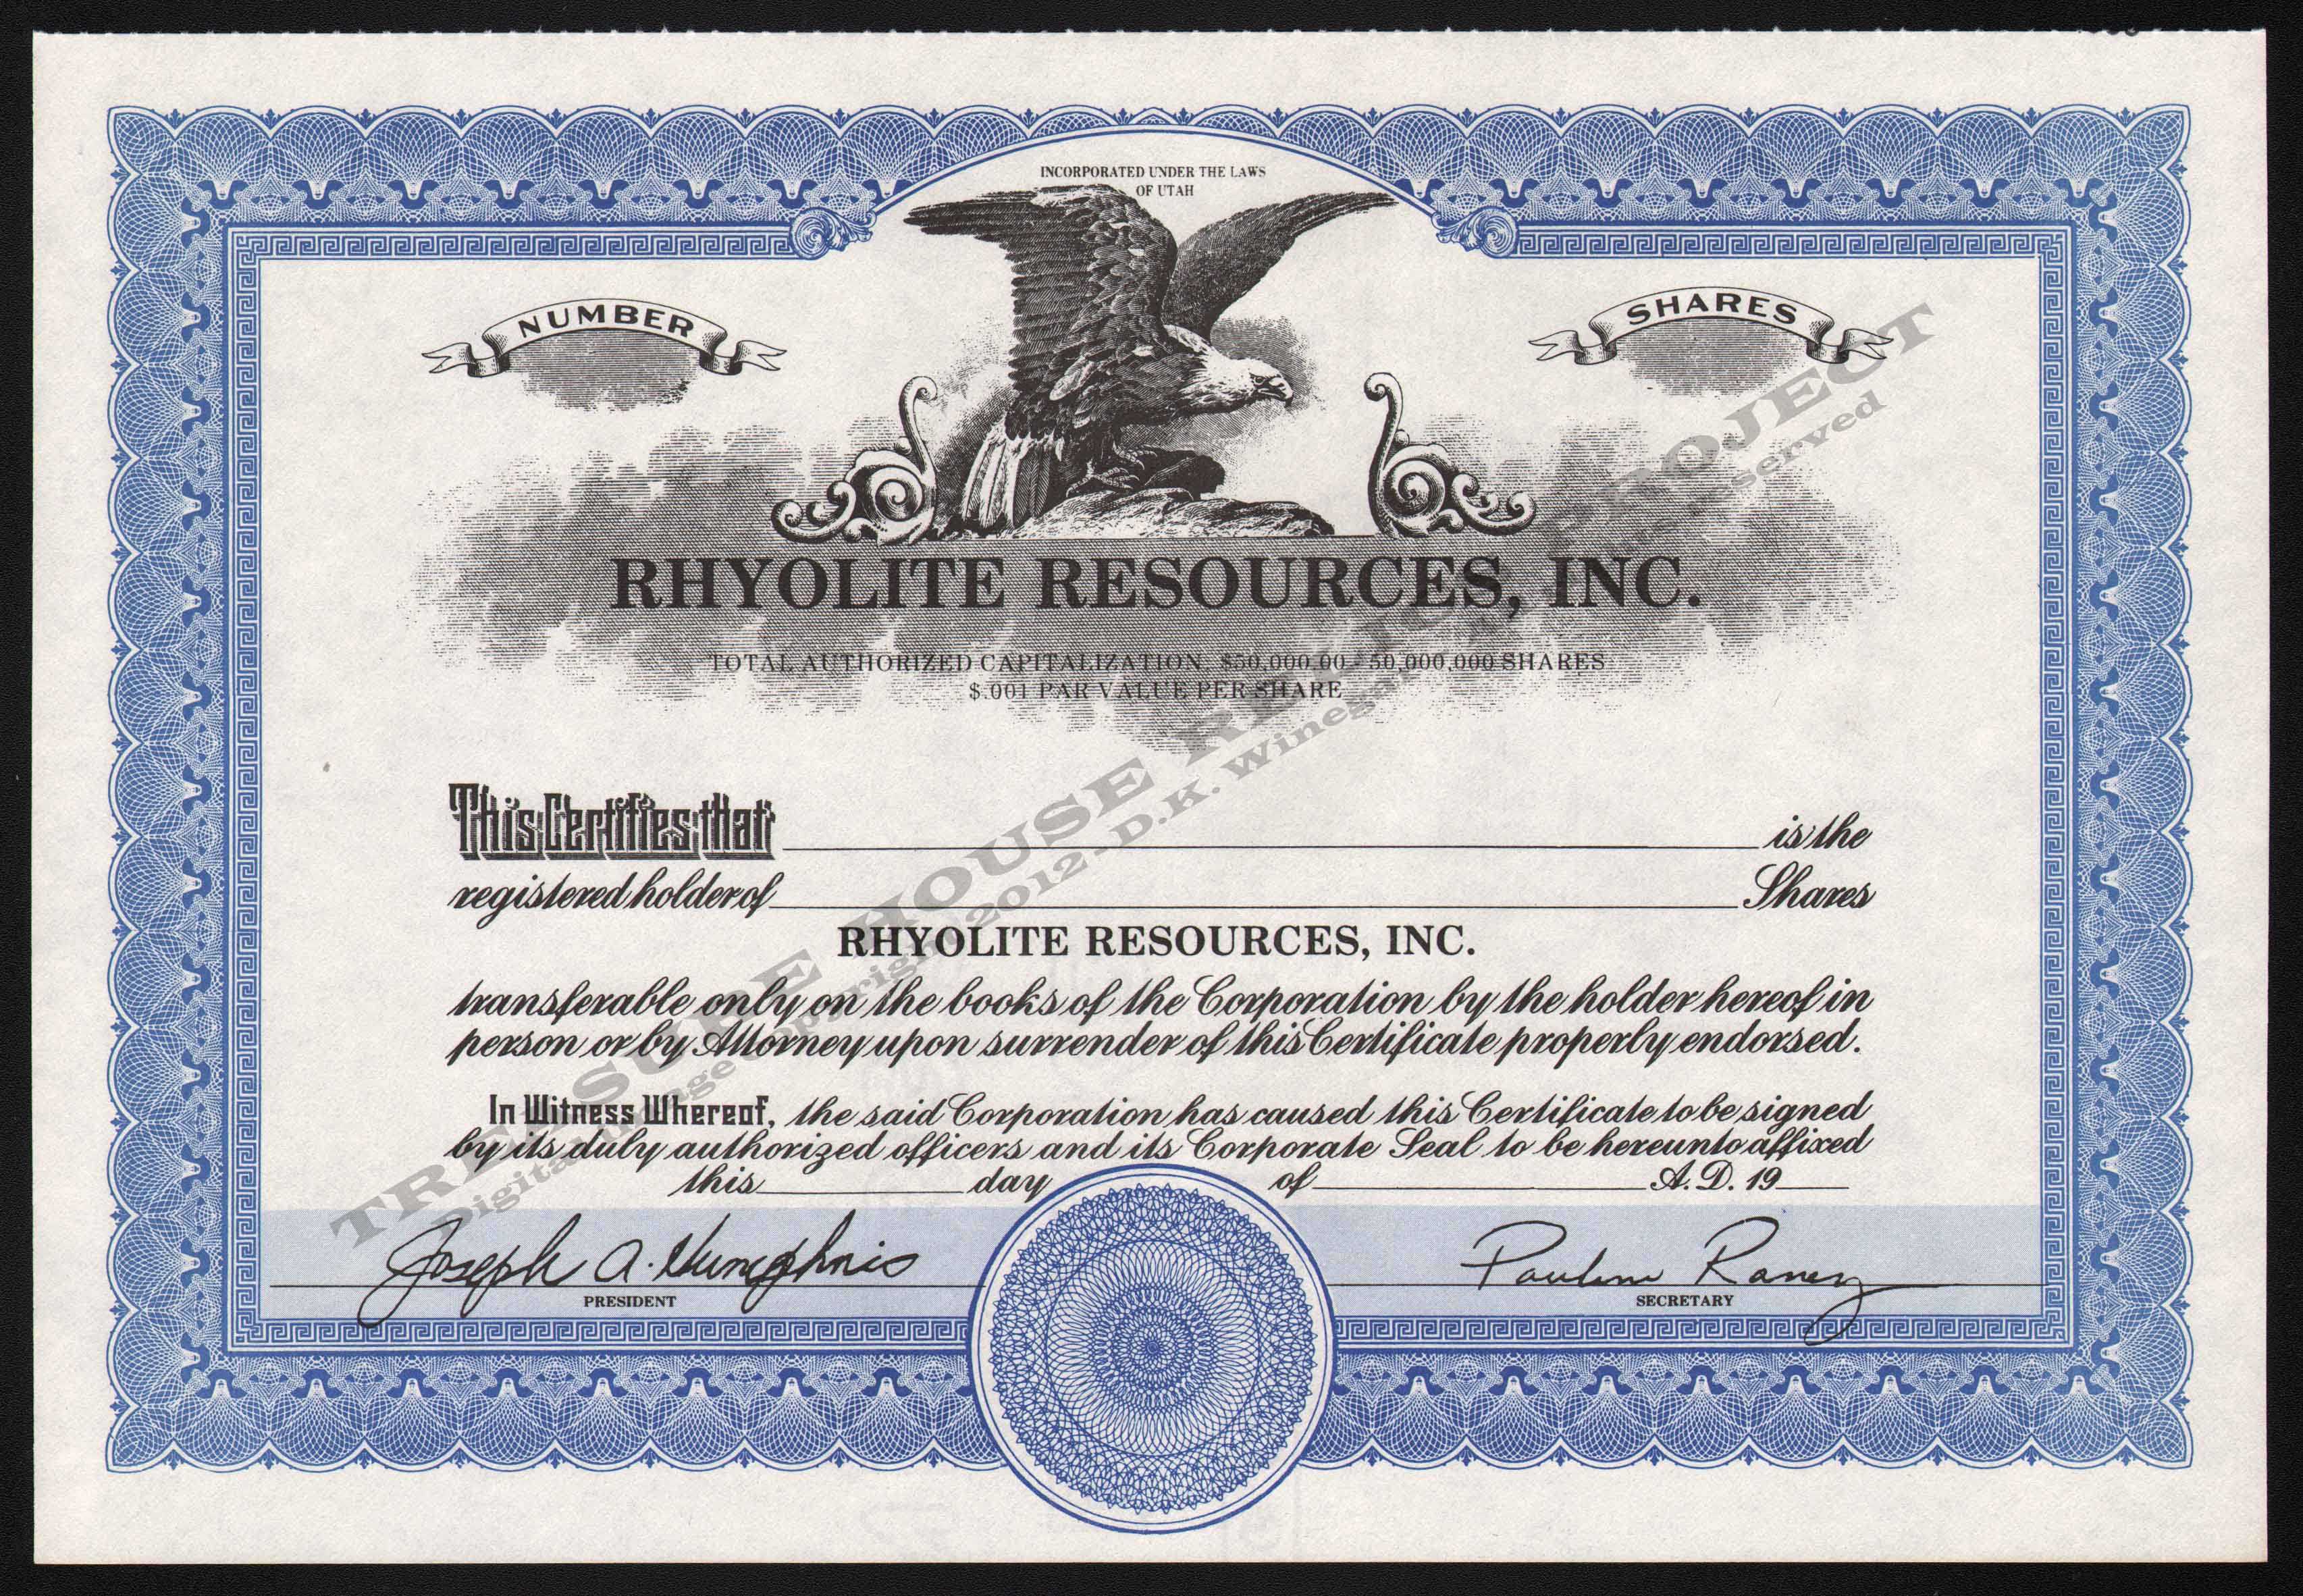 INCORPORATED UNDER THE LAWS
OF UTAH
NUMBER
SHARES
RHYOLITE RESOURCES, INC.
TOTAL AUTHORIZED CAPITALIZATION, $50,000.00 - 50,000,000 SHARES
$.001 PAR VALUE PER SHARE
This Certifies that is the
registered holder of Shares
RHYOLITE RESOURCES, INC.
transferable only on the books of the Corporation by the holder hereof in
person or by Attorney upon surrender of this Certificate properly endorsed.
In Witness Whereof, the said Corporation has caused this Certificate to be signed
by its duly authorized officers and its Corporate Seal to be hereunto affixed
this day of A.D. 19
Joseph A. Humphris
PRESIDENT
Pauline Raney
SECRETARY
HOUSE PROJECT
2012 - D.K.